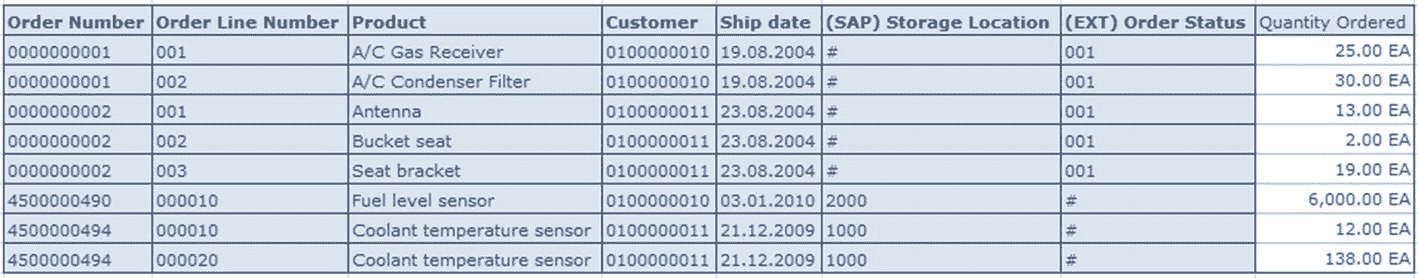 Order Number Order Line Number Product Customer Ship date (SAP) Storage Location (EXT) Order Status Quantity Ordered
0000000001 001 A/C Gas Receiver 0100000010 19.08.2004 # 001 25.00 EA
0000000001 002 A/C Condenser Filter 0100000010 19.08.2004 # 001 30.00 EA
0000000002 001 Antenna 0100000011 23.08.2004 # 001 13.00 EA
0000000002 002 Bucket seat 0100000011 23.08.2004 # 001 2.00 EA
0000000002 003 Seat bracket 0100000011 23.08.2004 # 001 19.00 EA
4500000490 000010 Fuel level sensor 0100000010 03.01.2010 2000 # 6,000.00 EA
4500000494 000010 Coolant temperature sensor 0100000011 21.12.2009 1000 # 12.00 EA
4500000494 000020 Coolant temperature sensor 0100000011 21.12.2009 1000 # 138.00 EA